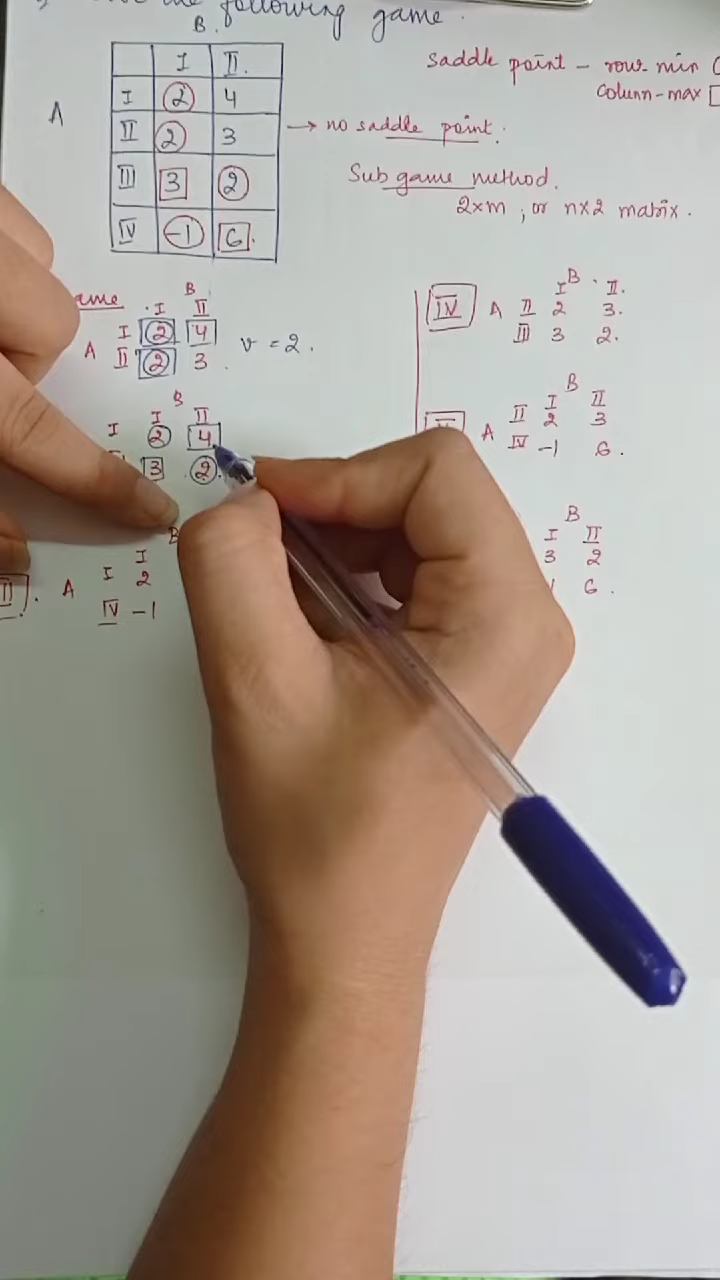 the following game.
B.
I II.
A
I 2 4
II 2 3
III 3 2
IV -1 6.
→ no saddle point.
saddle point - row min
column-max
Sub game method.
2×m , or n×2 matrix.
ame
B
I II
A I 2 4
II 2 3.
v = 2.
B
I II
I 2 4
3 2
B
I
A I 2
IV -1
IV
B
I II.
A II 2 3.
III 3 2.
B
I II
A II 2 3
IV -1 6.
B
I II
3 2
6.